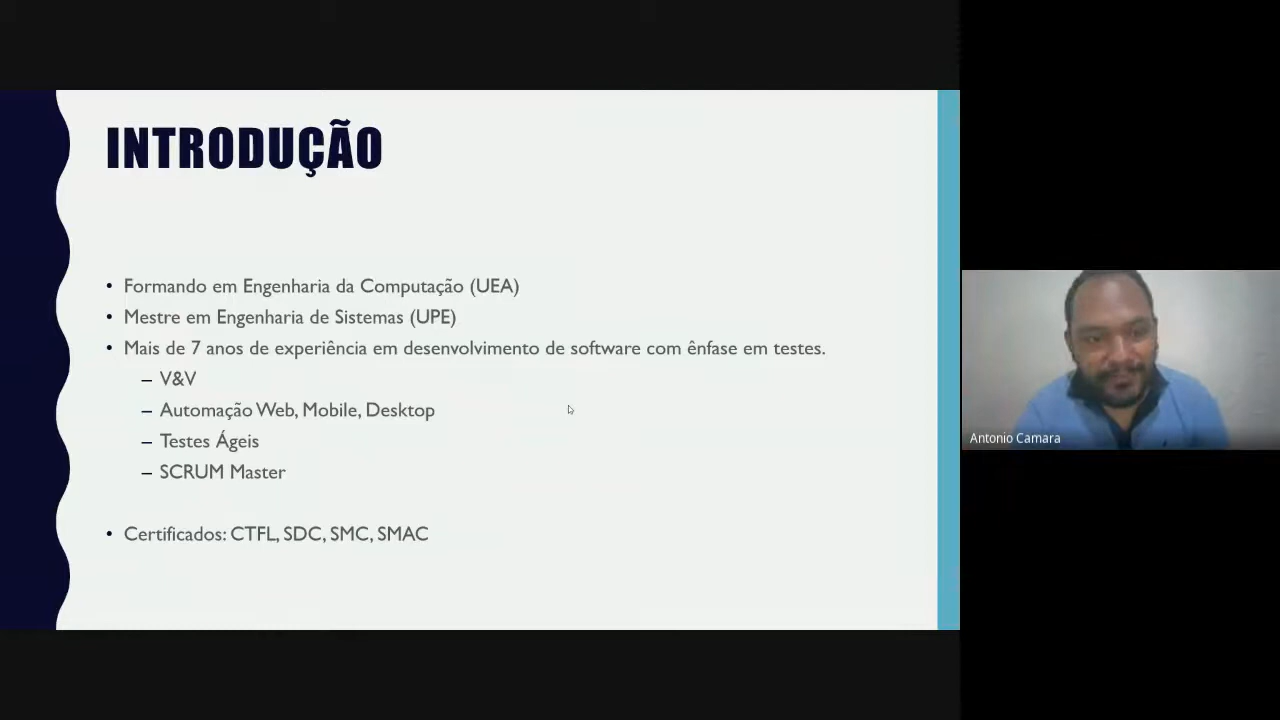 INTRODUÇÃO
• Formando em Engenharia da Computação (UEA)
• Mestre em Engenharia de Sistemas (UPE)
• Mais de 7 anos de experiência em desenvolvimento de software com ênfase em testes.
– V&V
– Automação Web, Mobile, Desktop
– Testes Ágeis
– SCRUM Master
• Certificados: CTFL, SDC, SMC, SMAC
Antonio Camara